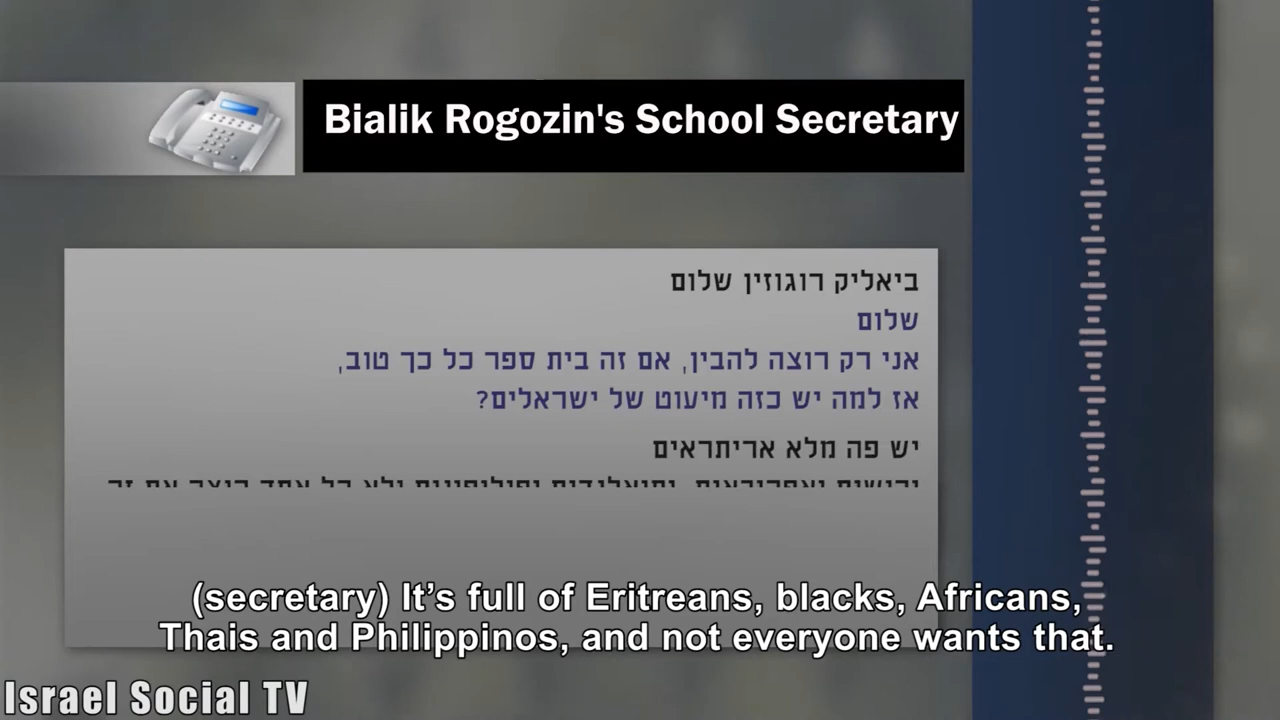 Bialik Rogozin's School Secretary
ביאליק רוגוזין שלום
שלום
אני רק רוצה להבין, אם זה בית ספר כל כך טוב,
אז למה יש כזה מיעוט של ישראלים?
יש פה מלא אריתראים
(secretary) It’s full of Eritreans, blacks, Africans,
Thais and Philippinos, and not everyone wants that.
Israel Social TV